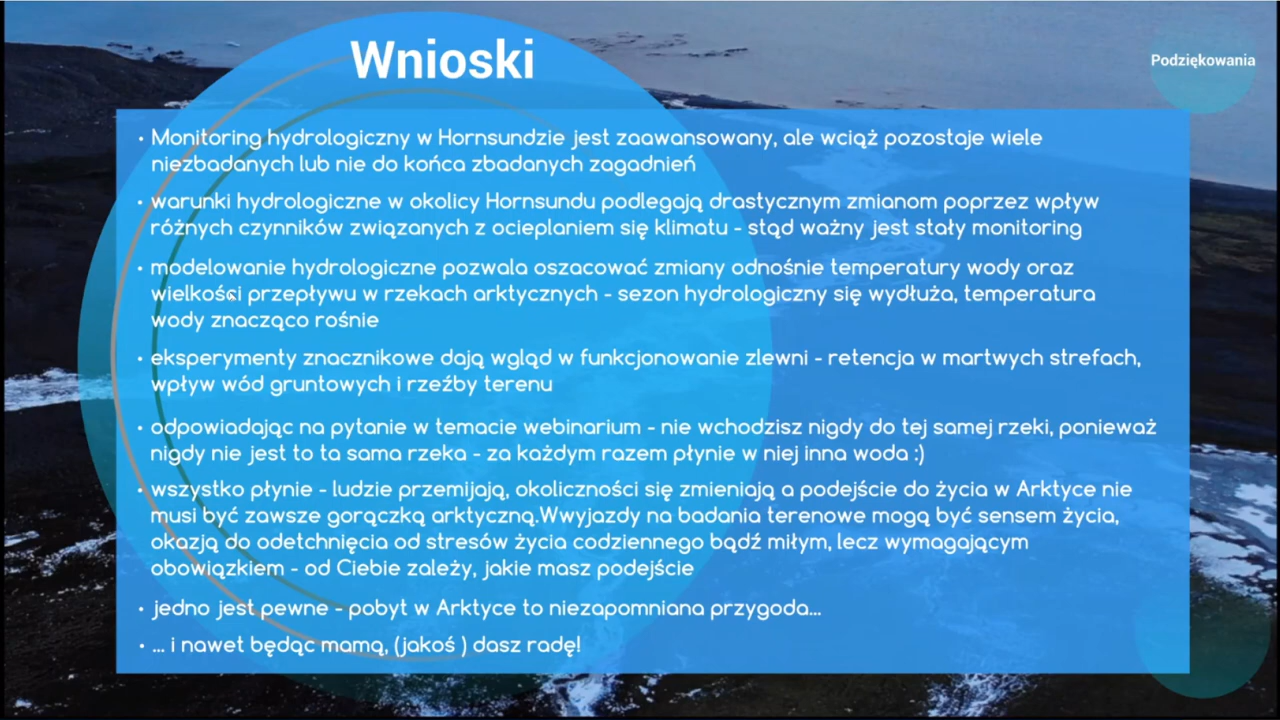 Wnioski
Podziękowania
• Monitoring hydrologiczny w Hornsundzie jest zaawansowany, ale wciąż pozostaje wiele
niezbadanych lub nie do końca zbadanych zagadnień
• warunki hydrologiczne w okolicy Hornsundu podlegają drastycznym zmianom poprzez wpływ
różnych czynników związanych z ociepleniem się klimatu - stąd ważny jest stały monitoring
• modelowanie hydrologiczne pozwala oszacować zmiany odnośnie temperatury wody oraz
wielkości przepływu w rzekach arktycznych - sezon hydrologiczny się wydłuża, temperatura
wody znacząco rośnie
• eksperymenty znacznikowe dają wgląd w funkcjonowanie zlewni - retencja w martwych strefach,
wpływ wód gruntowych i rzeźby terenu
• odpowiadając na pytanie w temacie webinarium - nie wchodzisz nigdy do tej samej rzeki, ponieważ
nigdy nie jest to ta sama rzeka - za każdym razem płynie w niej inna woda :)
• wszystko płynie - ludzie przemijają, okoliczności się zmieniają a podejście do życia w Arktyce nie
musi być zawsze gorączką arktyczną.Wwyjazdy na badania terenowe mogą być sensem życia,
okazją do odetchnięcia od stresów życia codziennego bądź miłym, lecz wymagającym
obowiązkiem - od Ciebie zależy, jakie masz podejście
• jedno jest pewne - pobyt w Arktyce to niezapomniana przygoda...
• ... i nawet będąc mamą, (jakoś ) dasz radę!